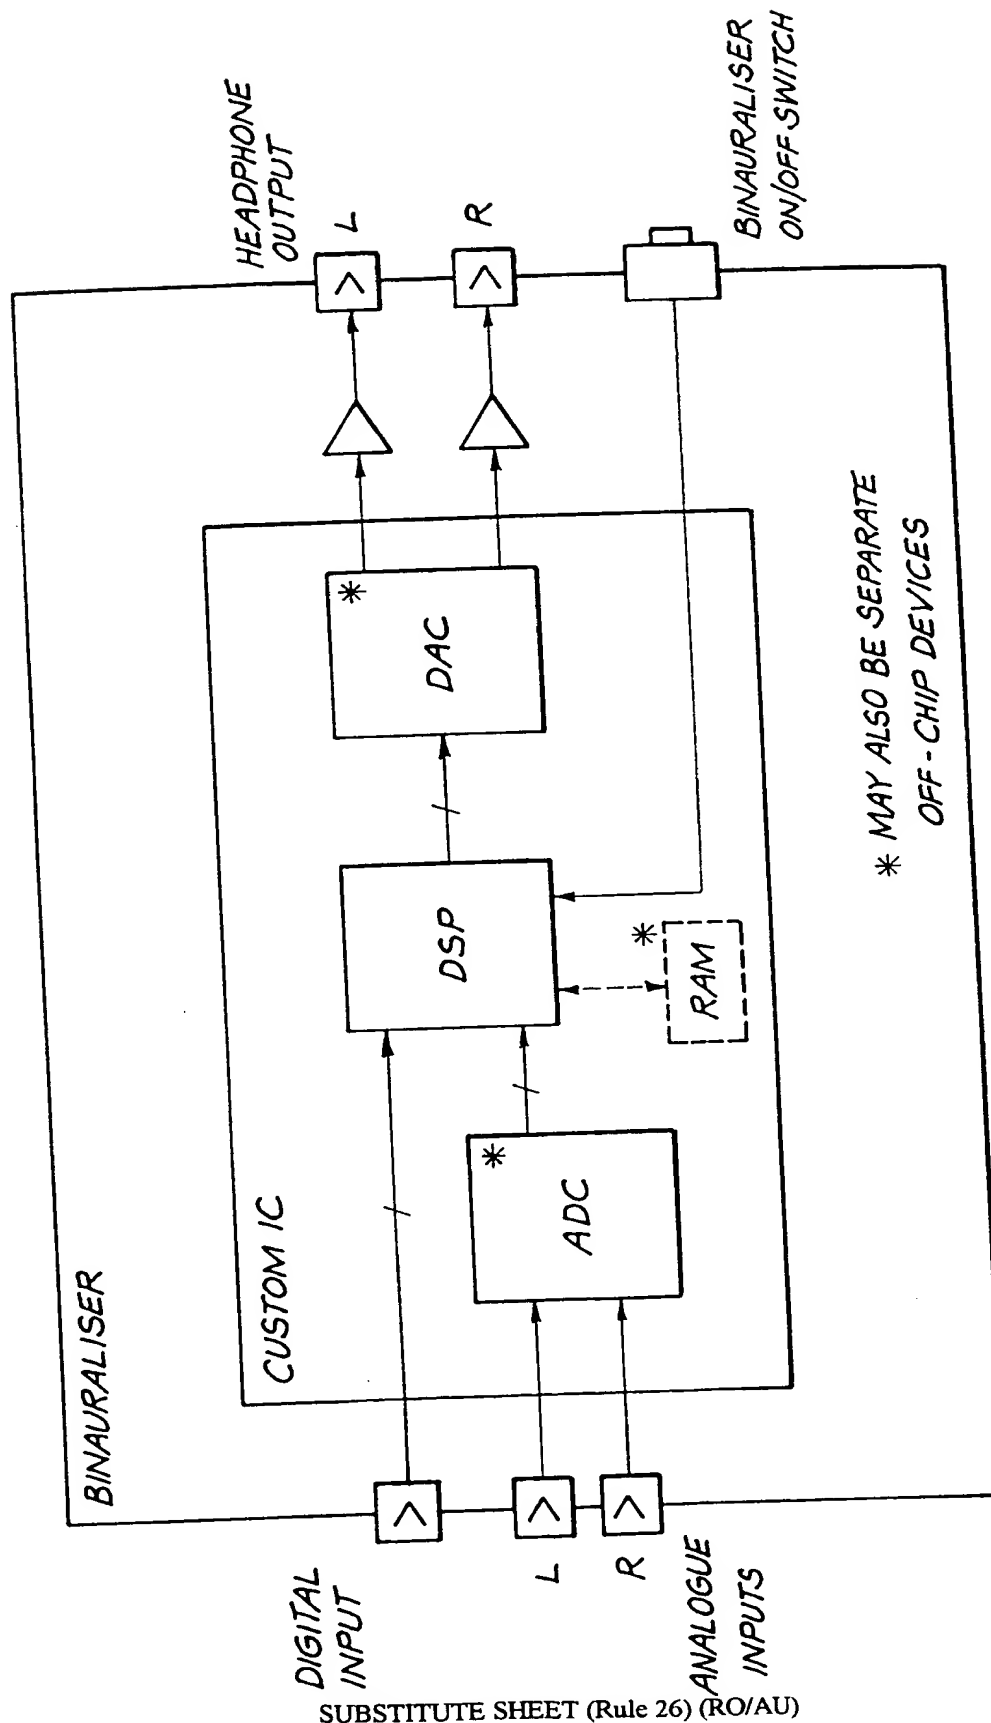 BINAURALISER
CUSTOM IC
DIGITAL
INPUT
L
R
ANALOGUE
INPUTS
* ADC
DSP
* RAM
* DAC
HEADPHONE
OUTPUT
L
R
BINAURALISER
ON/OFF SWITCH
* MAY ALSO BE SEPARATE
OFF-CHIP DEVICES
SUBSTITUTE SHEET (Rule 26) (RO/AU)